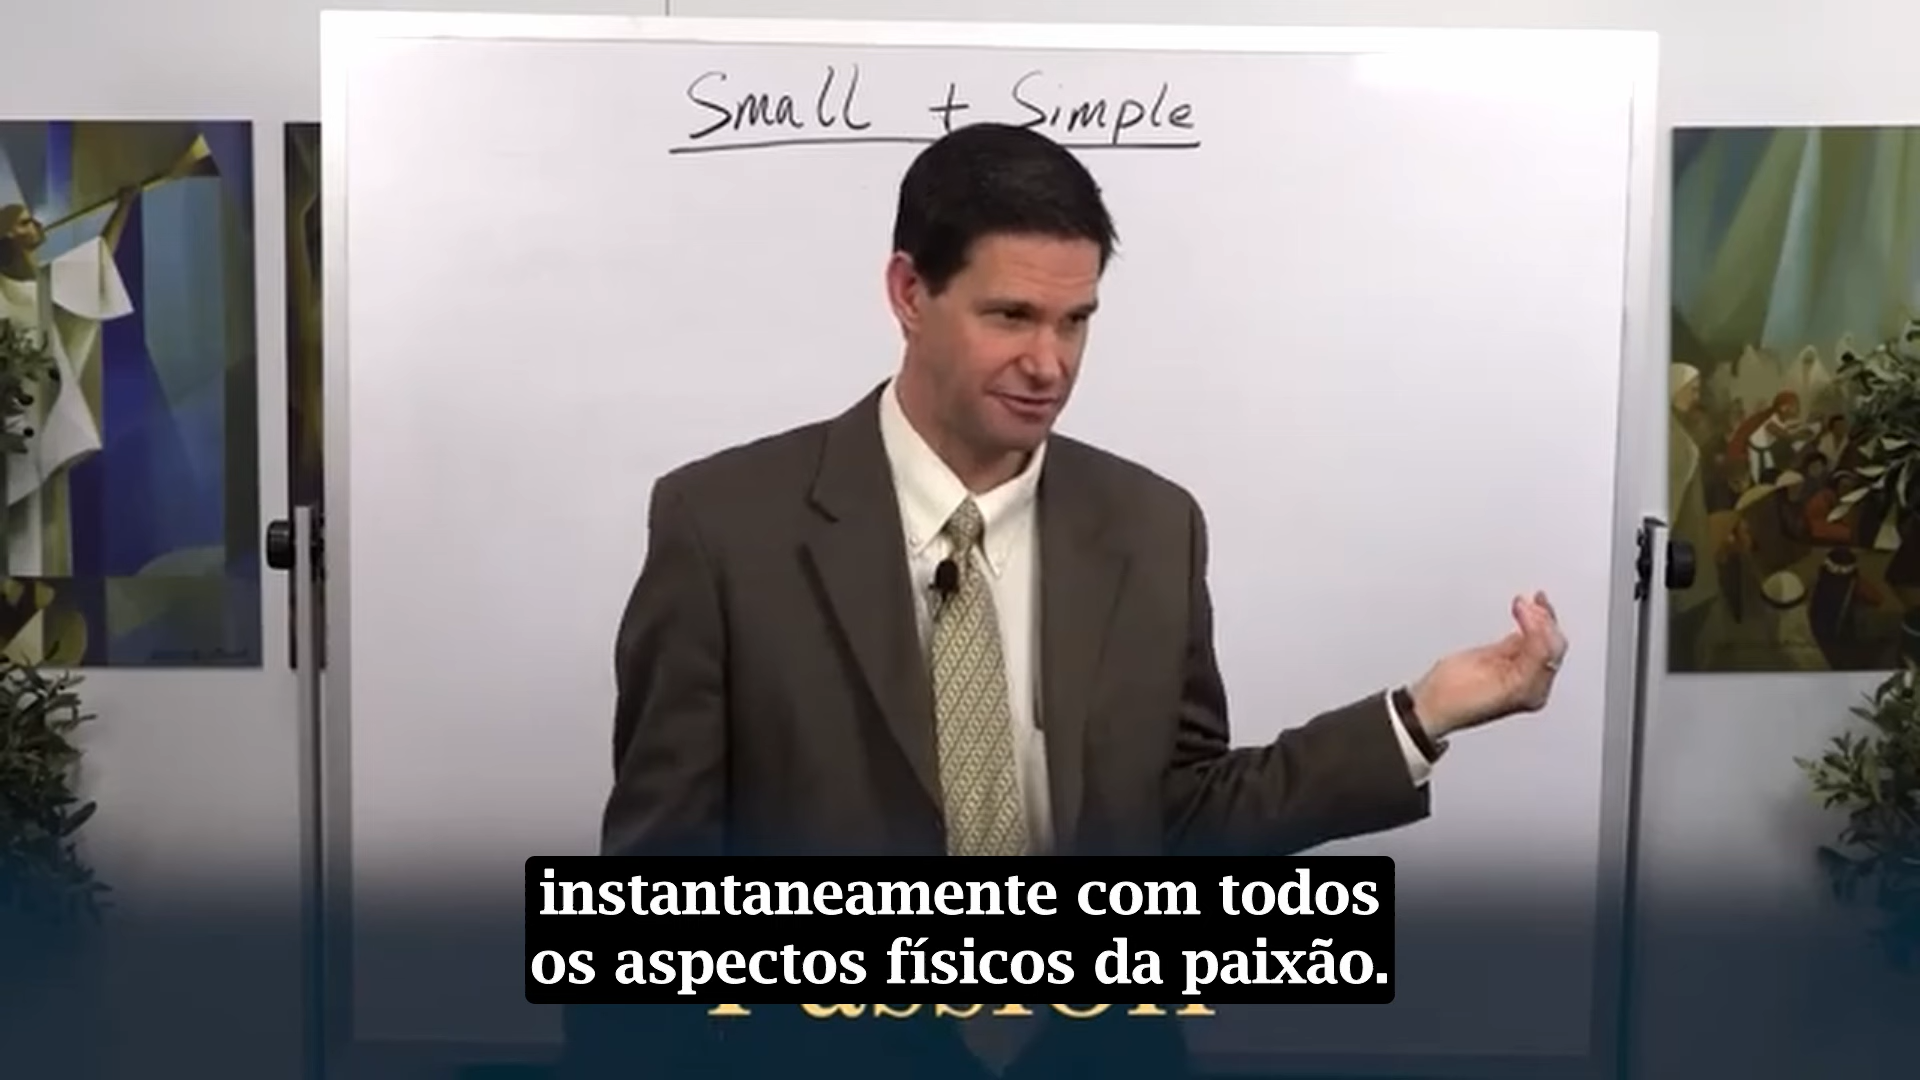 Small + Simple
instantaneamente com todos
os aspectos físicos da paixão.